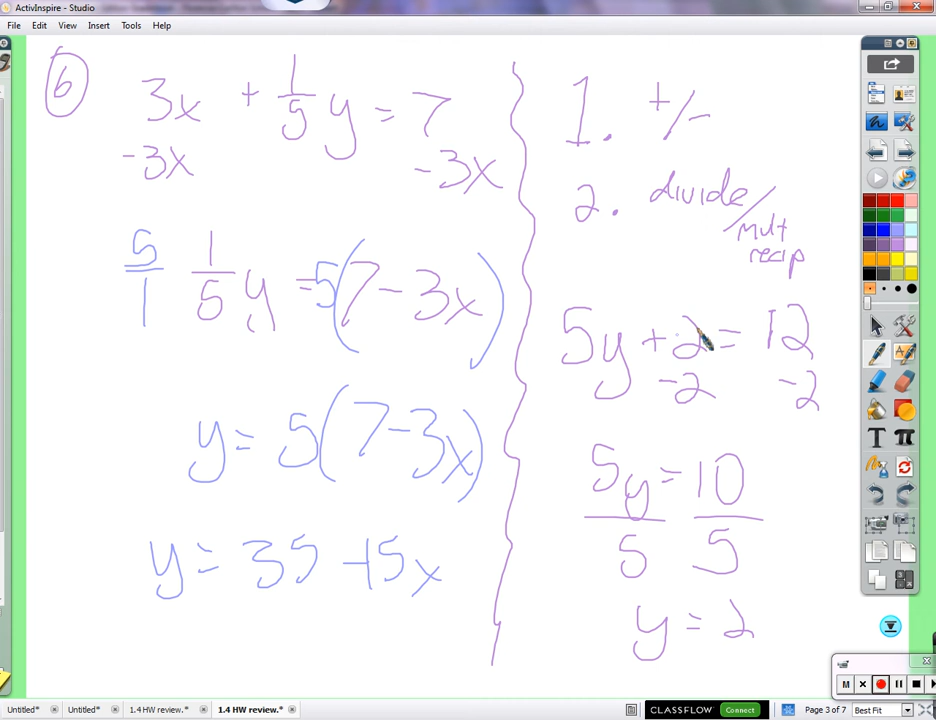 ActivInspire - Studio
File Edit View Insert Tools Help
6
3x + 1/5 y = 7
-3x -3x
5/1 1/5 y = 5(7-3x)
y = 5(7-3x)
y = 35 -15x
1. +/-
2. divide/mult
recip
5y + 2 = 12
-2 -2
5y = 10
5 5
y = 2
M
Untitled* Untitled* 1.4 HW review.* 1.4 HW review.*
CLASSFLOW Connect
Page 3 of 7
Best Fit